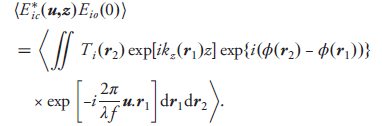 ⟨E*ic(u,z)Eio(0)⟩
= ⟨∬ Ti(r2) exp[ikz(r1)z] exp{i(ϕ(r2) − ϕ(r1))}
× exp [−i 2π/λf u.r1] dr1dr2⟩.